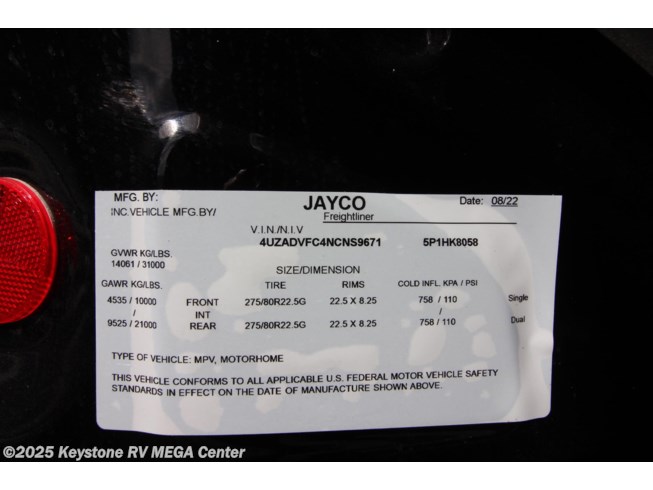 MFG. BY: JAYCO Date: 08/22
INC.VEHICLE MFG.BY/ Freightliner
V.I.N./N.I.V
4UZADVFC4NCNS9671 5P1HK8058
GVWR KG/LBS.
14061 / 31000
SIZE/DIMENSION
GAWR KG/LBS. TIRE RIMS COLD INFL. KPA / PSI
4535 / 10000 FRONT 275/80R22.5G 22.5 X 8.25 758 / 110 Single
/ INT /
9525 / 21000 REAR 275/80R22.5G 22.5 X 8.25 758 / 110 Dual
TYPE OF VEHICLE: MPV, MOTORHOME
THIS VEHICLE CONFORMS TO ALL APPLICABLE U.S. FEDERAL MOTOR VEHICLE SAFETY
STANDARDS IN EFFECT ON THE DATE OF MANUFACTURE SHOWN ABOVE.
©2025 Keystone RV MEGA Center